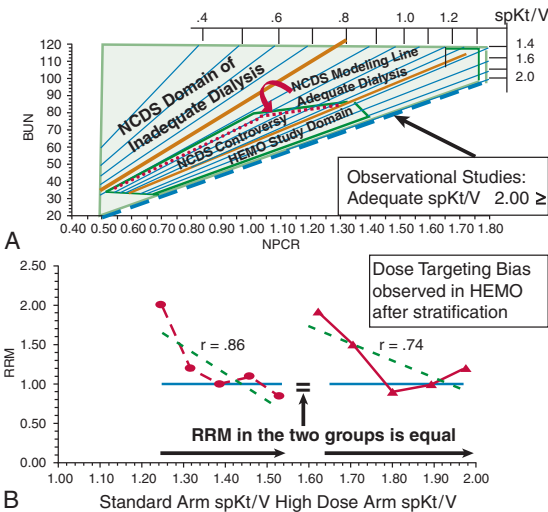 spKt/V
.4 .6 .8 1.0 1.2
120
110
100
90
80
70
60
50
40
30
20
BUN
1.4
1.6
2.0
NCDS Domain of
Inadequate Dialysis
NCDS Modeling Line
Adequate Dialysis
NCDS Controversy
HEMO Study Domain
Observational Studies:
Adequate spKt/V 2.00 ≥
0.40 0.50 0.60 0.70 0.80 0.90 1.00 1.10 1.20 1.30 1.40 1.50 1.60 1.70 1.80
NPCR
A
2.50
2.00
1.50
1.00
0.50
0.00
RRM
Dose Targeting Bias
observed in HEMO
after stratification
r = .86
r = .74
=
RRM in the two groups is equal
1.00 1.10 1.20 1.30 1.40 1.50 1.60 1.70 1.80 1.90 2.00
Standard Arm spKt/V High Dose Arm spKt/V
B